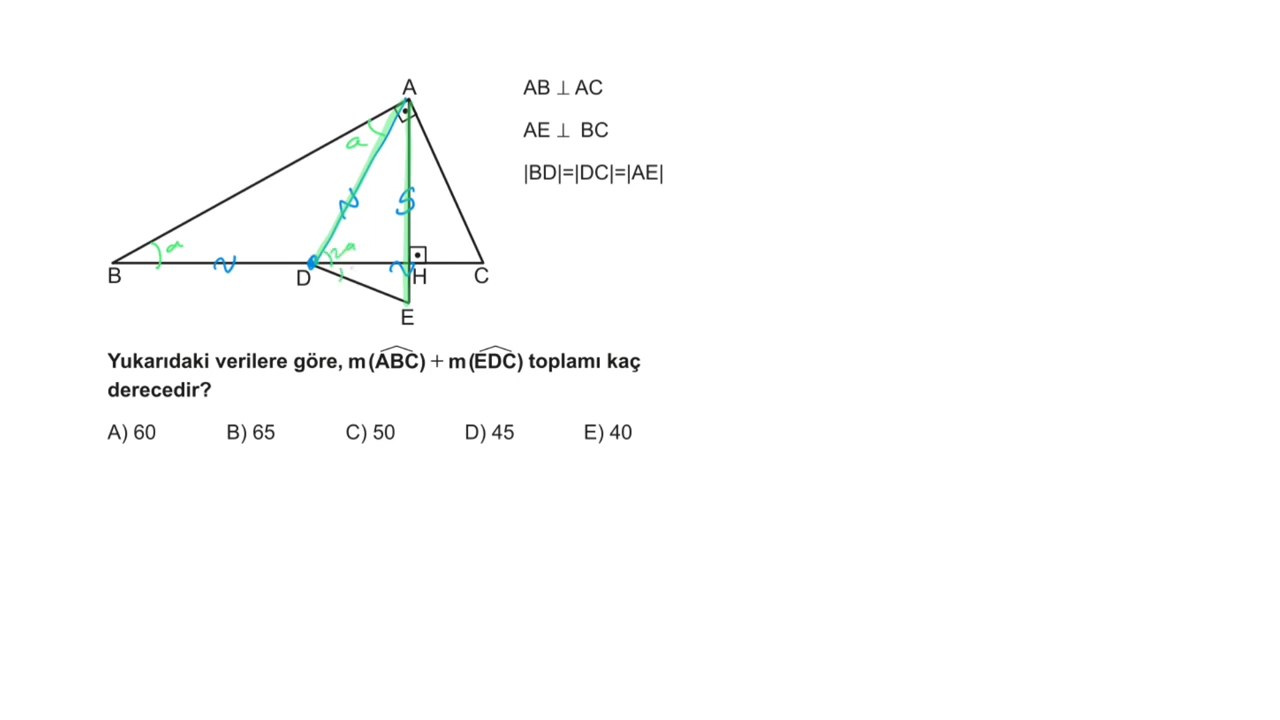 A
AB ⊥ AC
AE ⊥ BC
|BD|=|DC|=|AE|
a
α
2a
B
D
H
C
E
Yukarıdaki verilere göre, m(ABC) + m(EDC) toplamı kaç
derecedir?
A) 60 B) 65 C) 50 D) 45 E) 40